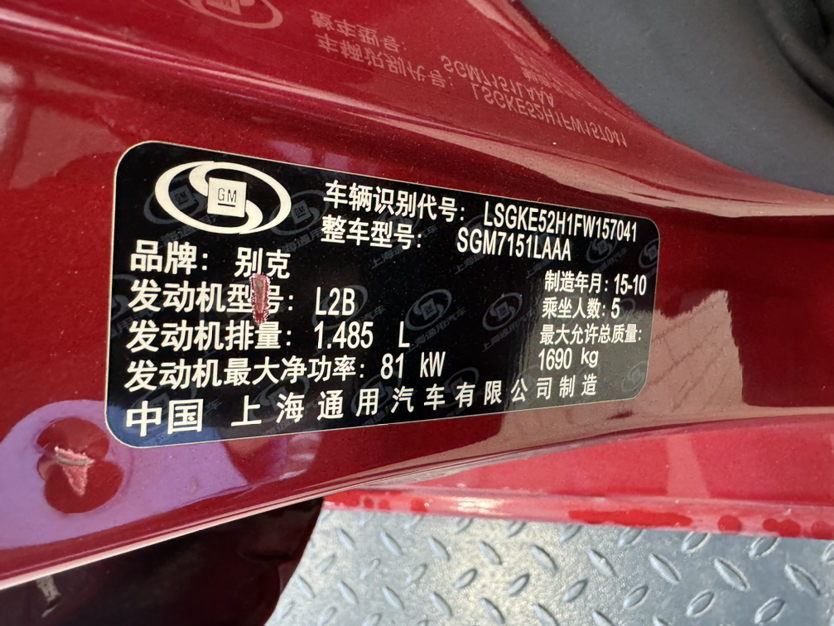 GM
车辆识别代号: LSGKE52H1FW157041
整车型号: SGM7151LAAA
品牌: 别克
制造年月: 15-10
发动机型号: L2B
乘坐人数: 5
发动机排量: 1.485 L
最大允许总质量:
1690 kg
发动机最大净功率: 81 kW
中国 上海通用汽车有限公司制造